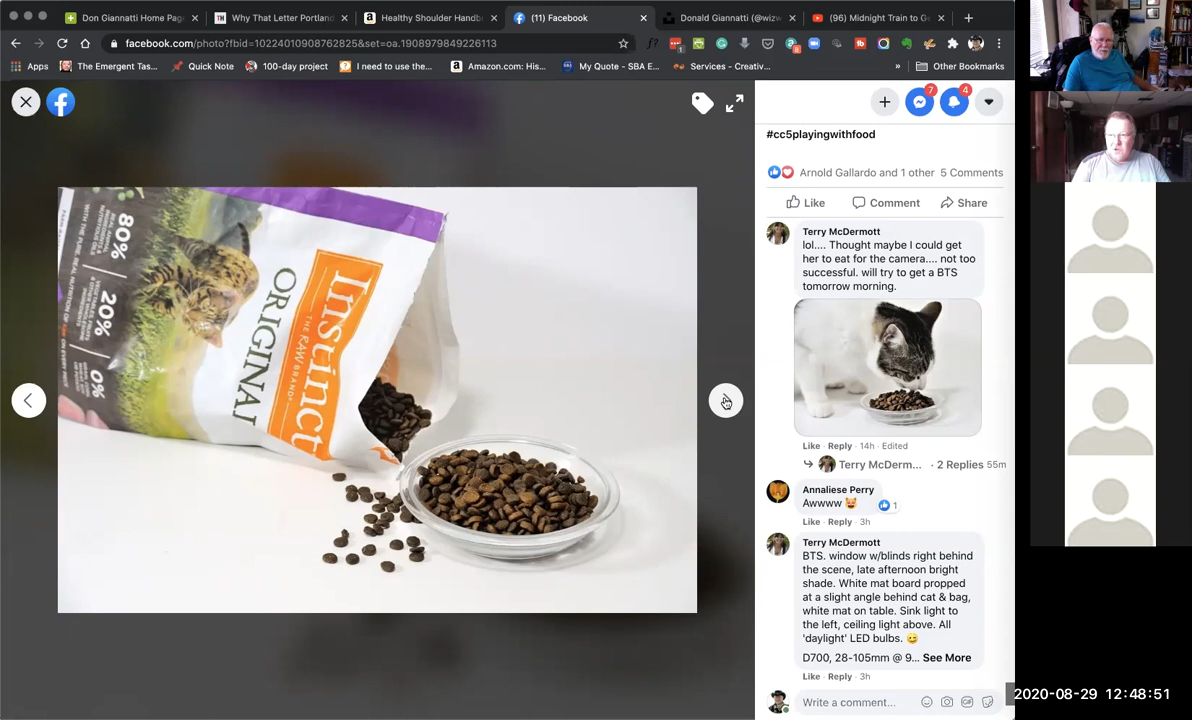 Don Giannatti Home Pag
Why That Letter Portland
Healthy Shoulder Handb
(11) Facebook
Donald Giannatti (@wizw
(96) Midnight Train to Ge
facebook.com/photo?fbid=10224010908762825&set=oa.1908979849226113
Apps
The Emergent Tas...
Quick Note
100-day project
I need to use the...
Amazon.com: His...
My Quote - SBA E...
Services - Creativ...
»
Other Bookmarks
7
4
#cc5playingwithfood
Arnold Gallardo and 1 other
5 Comments
Like
Comment
Share
Terry McDermott
lol.... Thought maybe I could get
her to eat for the camera.... not too
successful. will try to get a BTS
tomorrow morning.
Like · Reply · 14h · Edited
Terry McDerm... · 2 Replies 55m
Annaliese Perry
Awwww
1
Like · Reply · 3h
Terry McDermott
BTS. window w/blinds right behind
the scene, late afternoon bright
shade. White mat board propped
at a slight angle behind cat & bag,
white mat on table. Sink light to
the left, ceiling light above. All
'daylight' LED bulbs.
D700, 28-105mm @ 9... See More
Like · Reply · 3h
Write a comment...
80%
20%
0%
ORIGINAL
Instinct
THE RAW BRAND
2020-08-29 12:48:51